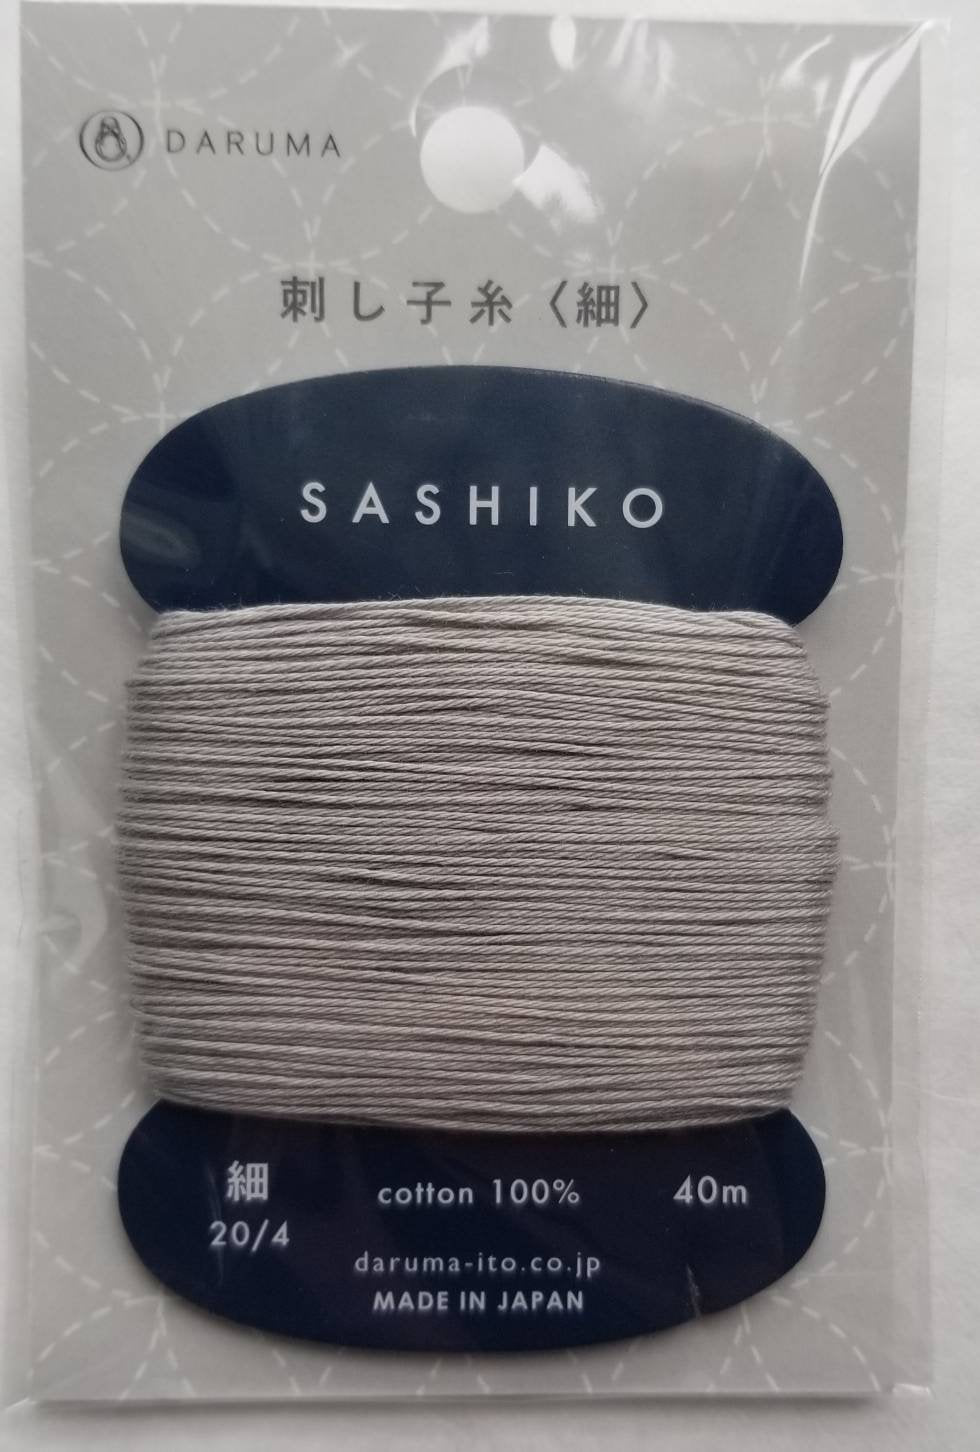 DARUMA
刺し子糸〈細〉
SASHIKO
細 cotton 100% 40m
20/4
daruma-ito.co.jp
MADE IN JAPAN